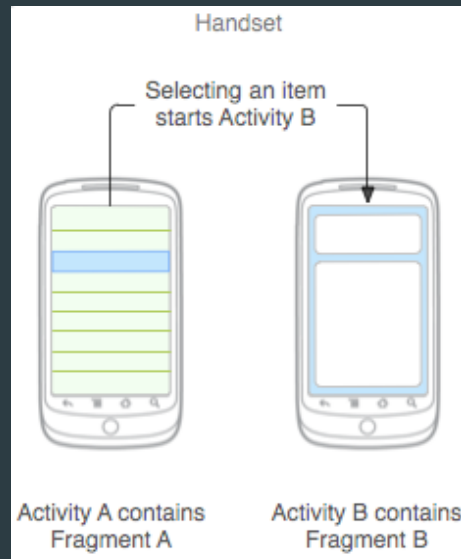 Handset
Selecting an item
starts Activity B
Activity A contains
Fragment A
Activity B contains
Fragment B